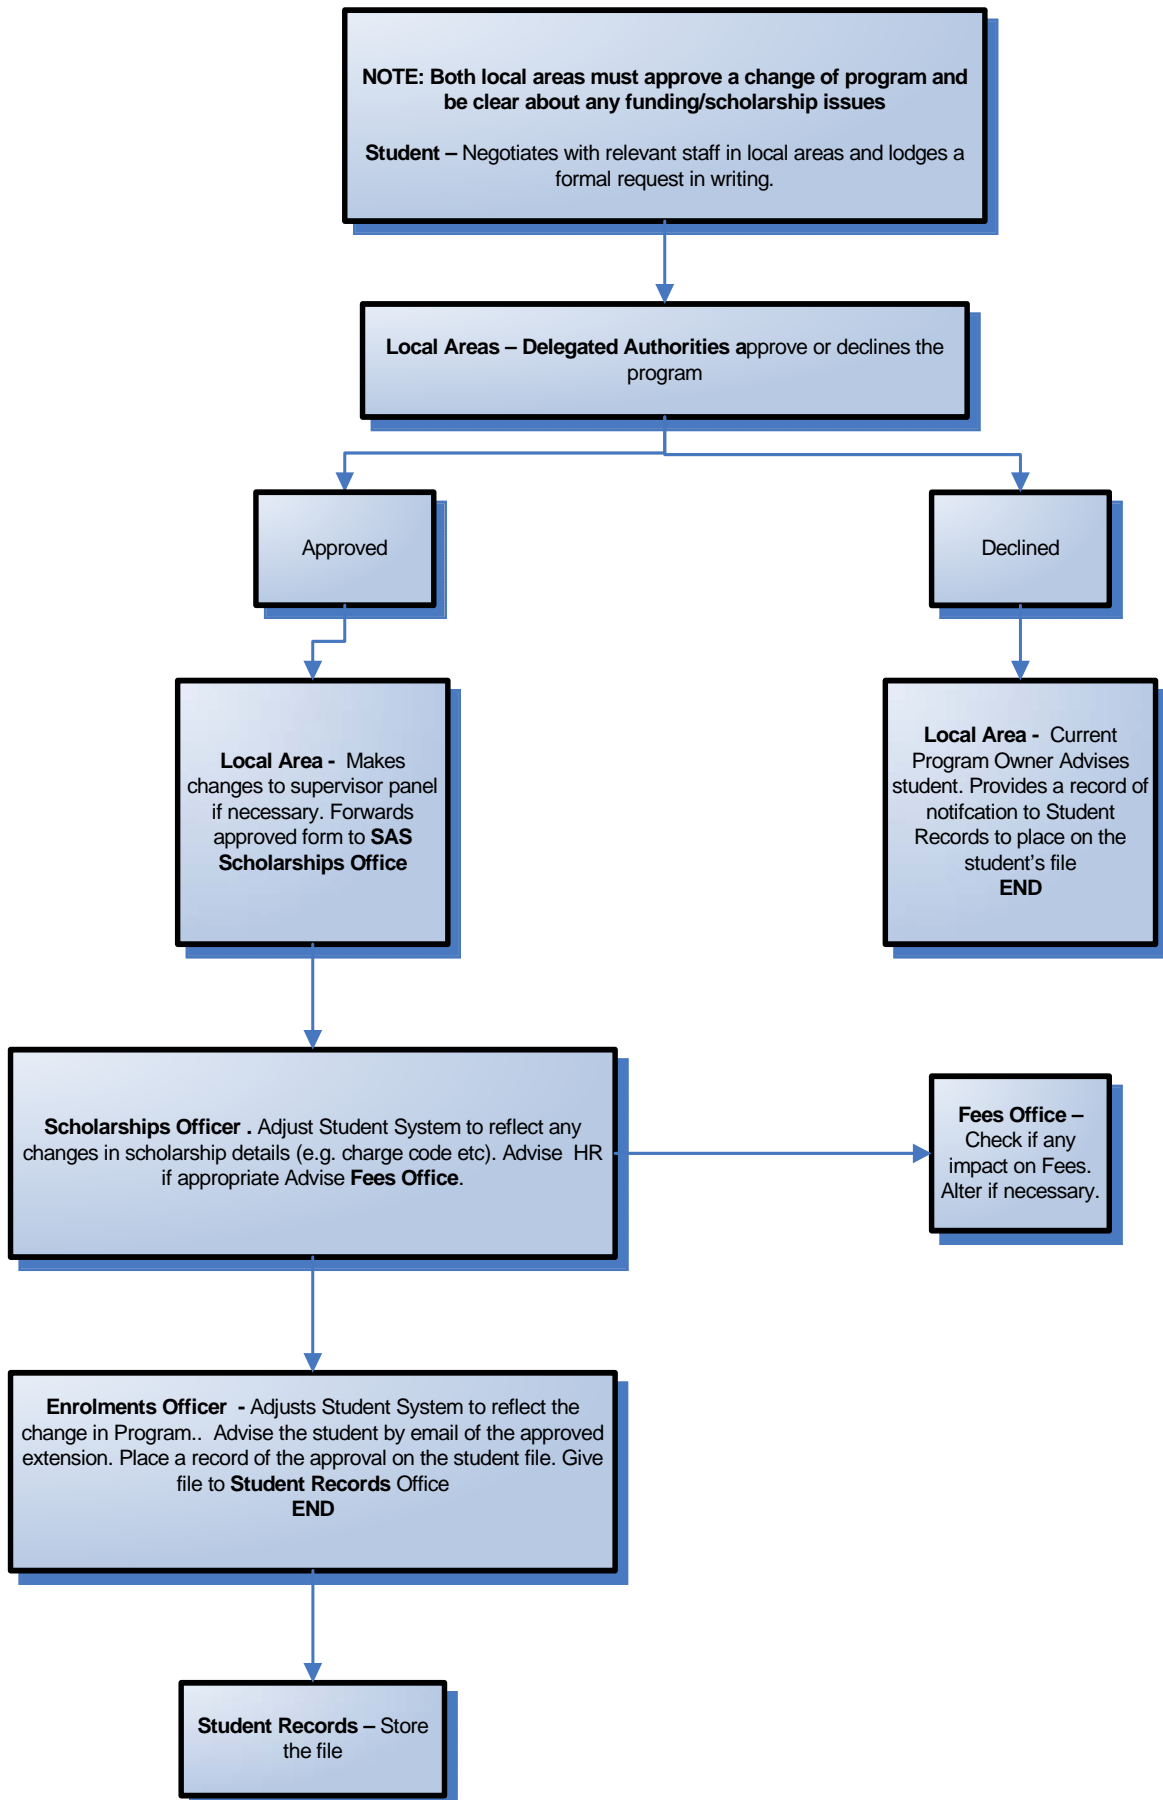 NOTE: Both local areas must approve a change of program and
be clear about any funding/scholarship issues
Student – Negotiates with relevant staff in local areas and lodges a
formal request in writing.
Local Areas – Delegated Authorities approve or declines the
program
Approved
Declined
Local Area -  Makes
changes to supervisor panel
if necessary. Forwards
approved form to SAS
Scholarships Office
Local Area -  Current
Program Owner Advises
student. Provides a record of
notifcation to Student
Records to place on the
student’s file
END
Scholarships Officer . Adjust Student System to reflect any
changes in scholarship details (e.g. charge code etc). Advise  HR
if appropriate Advise Fees Office.
Fees Office –
Check if any
impact on Fees.
Alter if necessary.
Enrolments Officer  - Adjusts Student System to reflect the
change in Program..  Advise the student by email of the approved
extension. Place a record of the approval on the student file. Give
file to Student Records Office
END
Student Records – Store
the file